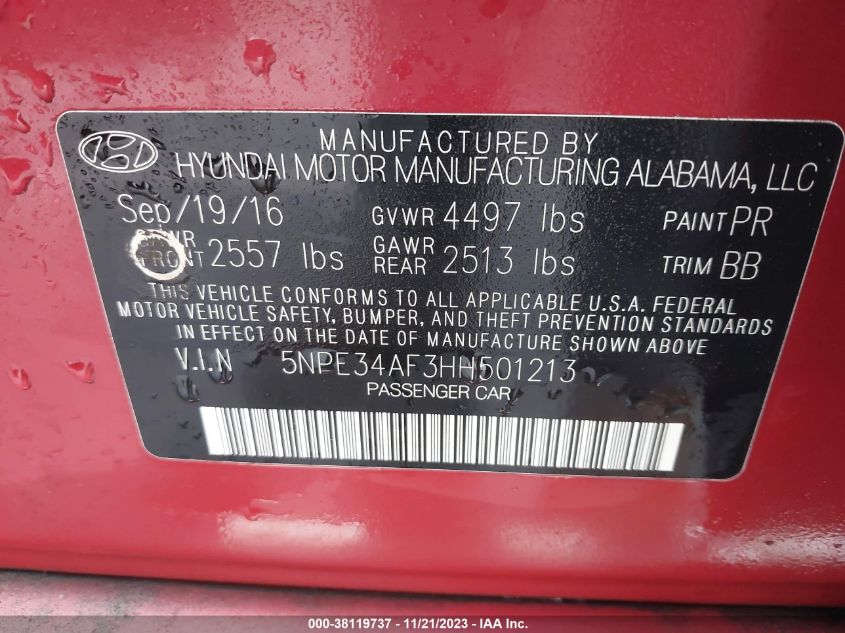 MANUFACTURED BY
HYUNDAI MOTOR MANUFACTURING ALABAMA, LLC
Sep/19/16 GVWR 4497 lbs PAINT PR
GAWR FRONT 2557 lbs GAWR REAR 2513 lbs TRIM BB
THIS VEHICLE CONFORMS TO ALL APPLICABLE U.S.A. FEDERAL
MOTOR VEHICLE SAFETY, BUMPER, AND THEFT PREVENTION STANDARDS
IN EFFECT ON THE DATE OF MANUFACTURE SHOWN ABOVE.
V.I.N 5NPE34AF3HH501213
PASSENGER CAR
000-38119737 - 11/21/2023 - IAA Inc.